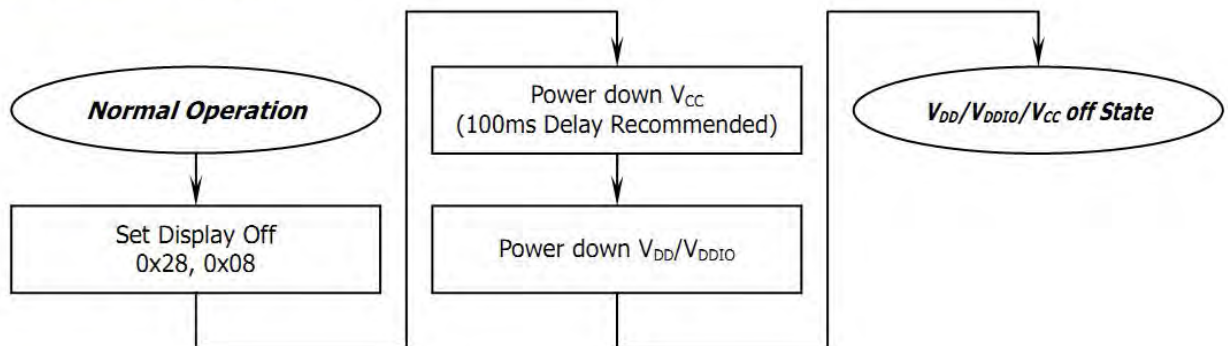 Normal Operation
Set Display Off
0x28, 0x08
Power down VCC
(100ms Delay Recommended)
Power down VDD/VDDIO
VDD/VDDIO/VCC off State